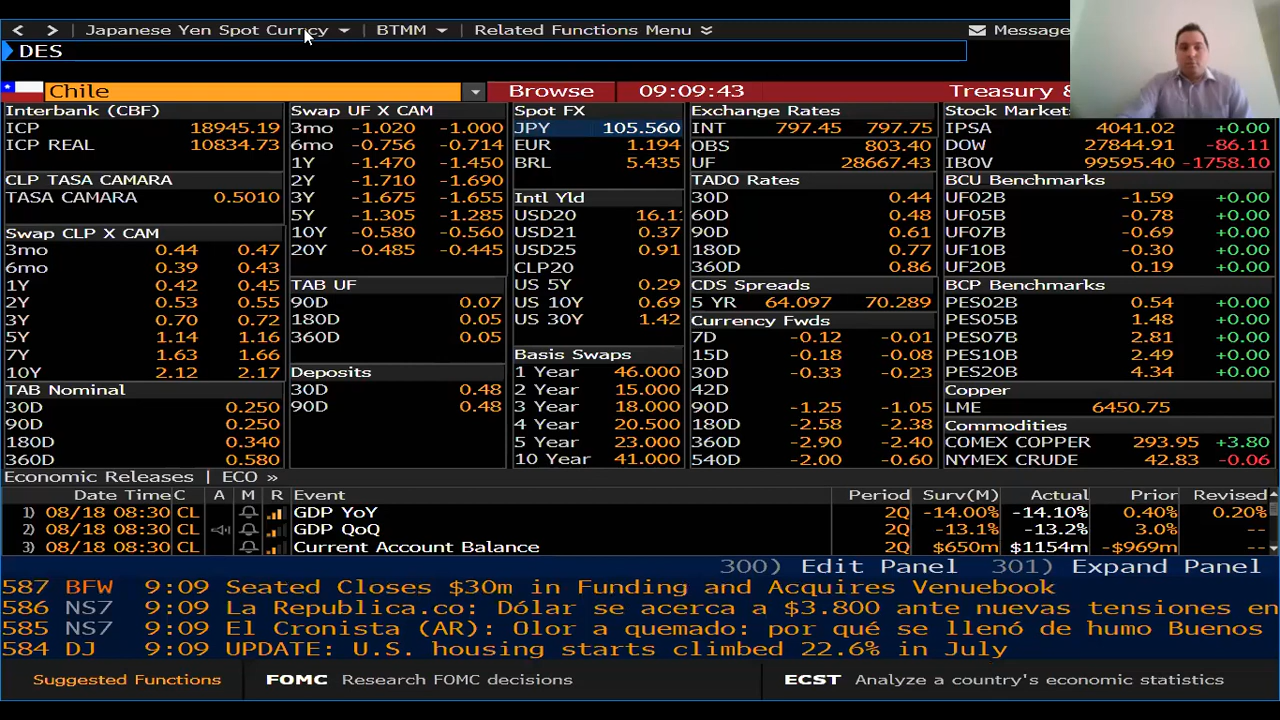 Japanese Yen Spot Currncy BTMM Related Functions Menu Message
DES
Chile Browse 09:09:43 Treasury &
Interbank (CBF)
ICP 18945.19
ICP REAL 10834.73
CLP TASA CAMARA
TASA CAMARA 0.5010
Swap CLP X CAM
3mo 0.44 0.47
6mo 0.39 0.43
1Y 0.42 0.45
2Y 0.53 0.55
3Y 0.70 0.72
5Y 1.14 1.16
7Y 1.63 1.66
10Y 2.12 2.17
TAB Nominal
30D 0.250
90D 0.250
180D 0.340
360D 0.580
Swap UF X CAM
3mo -1.020 -1.000
6mo -0.756 -0.714
1Y -1.470 -1.450
2Y -1.710 -1.690
3Y -1.675 -1.655
5Y -1.305 -1.285
10Y -0.580 -0.560
20Y -0.485 -0.445
TAB UF
90D 0.07
180D 0.05
360D 0.05
Deposits
30D 0.48
90D 0.48
Spot FX
JPY 105.560
EUR 1.194
BRL 5.435
Intl Yld
USD20 16.1
USD21 0.37
USD25 0.91
CLP20
US 5Y 0.29
US 10Y 0.69
US 30Y 1.42
Basis Swaps
1 Year 46.000
2 Year 15.000
3 Year 18.000
4 Year 20.500
5 Year 23.000
10 Year 41.000
Exchange Rates
INT 797.45 797.75
OBS 803.40
UF 28667.43
TADO Rates
30D 0.44
60D 0.48
90D 0.61
180D 0.77
360D 0.86
CDS Spreads
5 YR 64.097 70.289
Currency Fwds
7D -0.12 -0.01
15D -0.18 -0.08
30D -0.33 -0.23
42D
90D -1.25 -1.05
180D -2.58 -2.38
360D -2.90 -2.40
540D -2.00 -0.60
Stock Market
IPSA 4041.02 +0.00
DOW 27844.91 -86.11
IBOV 99595.40 -1758.10
BCU Benchmarks
UF02B -1.59 +0.00
UF05B -0.78 +0.00
UF07B -0.69 +0.00
UF10B -0.30 +0.00
UF20B 0.19 +0.00
BCP Benchmarks
PES02B 0.54 +0.00
PES05B 1.48 +0.00
PES07B 2.81 +0.00
PES10B 2.49 +0.00
PES20B 4.34 +0.00
Copper
LME 6450.75
Commodities
COMEX COPPER 293.95 +3.80
NYMEX CRUDE 42.83 -0.06
Economic Releases | ECO »
Date Time C A M R Event Period Surv(M) Actual Prior Revised
1) 08/18 08:30 CL GDP YoY 2Q -14.00% -14.10% 0.40% 0.20%
2) 08/18 08:30 CL GDP QoQ 2Q -13.1% -13.2% 3.0% --
3) 08/18 08:30 CL Current Account Balance 2Q $650m $1154m -$969m --
300) Edit Panel 301) Expand Panel
587 BFW 9:09 Seated Closes $30m in Funding and Acquires Venuebook
586 NS7 9:09 La Republica.co: Dólar se acerca a $3.800 ante nuevas tensiones en
585 NS7 9:09 El Cronista (AR): Olor a quemado: por qué se llenó de humo Buenos
584 DJ 9:09 UPDATE: U.S. housing starts climbed 22.6% in July
Suggested Functions FOMC Research FOMC decisions ECST Analyze a country's economic statistics